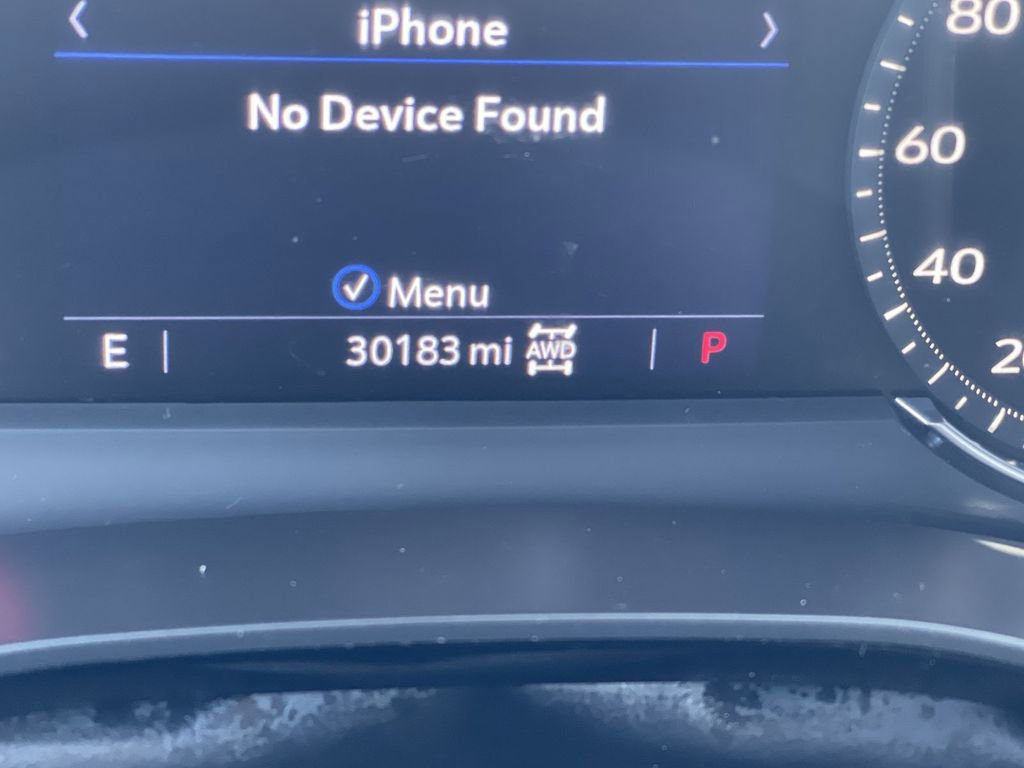 iPhone
No Device Found
Menu
E 30183 mi AWD P
80
60
40